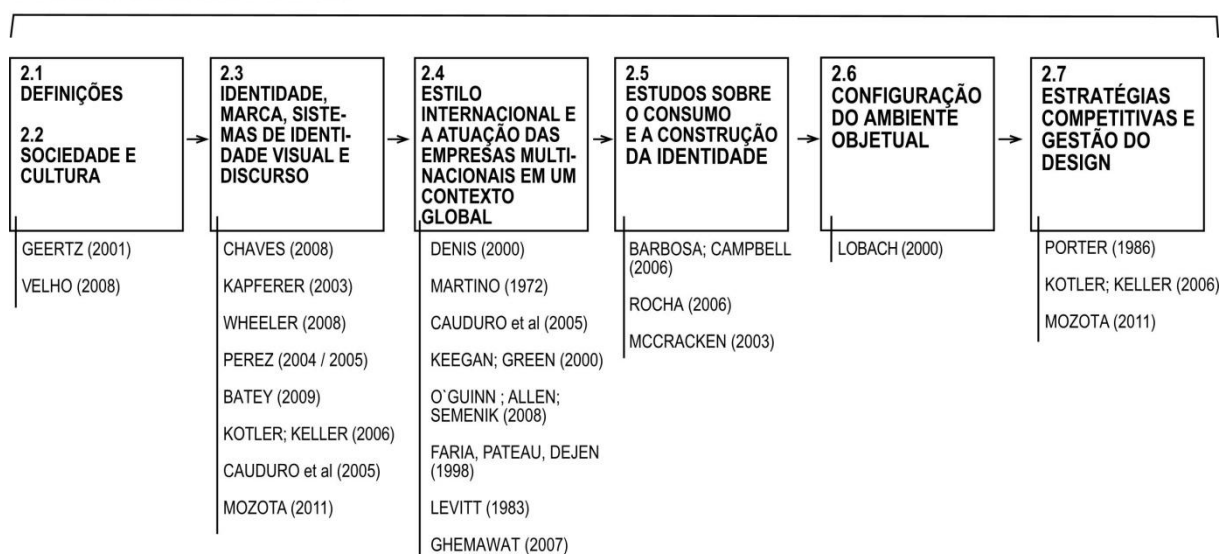 2.1
DEFINIÇÕES
2.2
SOCIEDADE E
CULTURA
GEERTZ (2001)
VELHO (2008)
2.3
IDENTIDADE,
MARCA, SISTE-
MAS DE IDENTI-
DADE VISUAL E
DISCURSO
CHAVES (2008)
KAPFERER (2003)
WHEELER (2008)
PEREZ (2004 / 2005)
BATEY (2009)
KOTLER; KELLER (2006)
CAUDURO et al (2005)
MOZOTA (2011)
2.4
ESTILO
INTERNACIONAL E
A ATUAÇÃO DAS
EMPRESAS MULTI-
NACIONAIS EM UM
CONTEXTO
GLOBAL
DENIS (2000)
MARTINO (1972)
CAUDURO et al (2005)
KEEGAN; GREEN (2000)
O`GUINN ; ALLEN;
SEMENIK (2008)
FARIA, PATEAU, DEJEN
(1998)
LEVITT (1983)
GHEMAWAT (2007)
2.5
ESTUDOS SOBRE
O CONSUMO
E A CONSTRUÇÃO
DA IDENTIDADE
BARBOSA; CAMPBELL
(2006)
ROCHA (2006)
MCCRACKEN (2003)
2.6
CONFIGURAÇÃO
DO AMBIENTE
OBJETUAL
LOBACH (2000)
2.7
ESTRATÉGIAS
COMPETITIVAS E
GESTÃO DO
DESIGN
PORTER (1986)
KOTLER; KELLER (2006)
MOZOTA (2011)